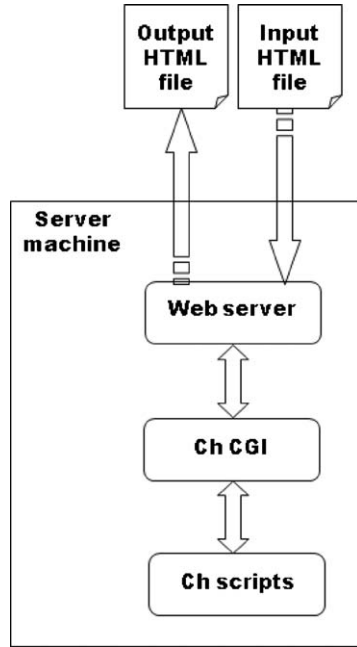 Output
HTML
file
Input
HTML
file
Server
machine
Web server
Ch CGI
Ch scripts